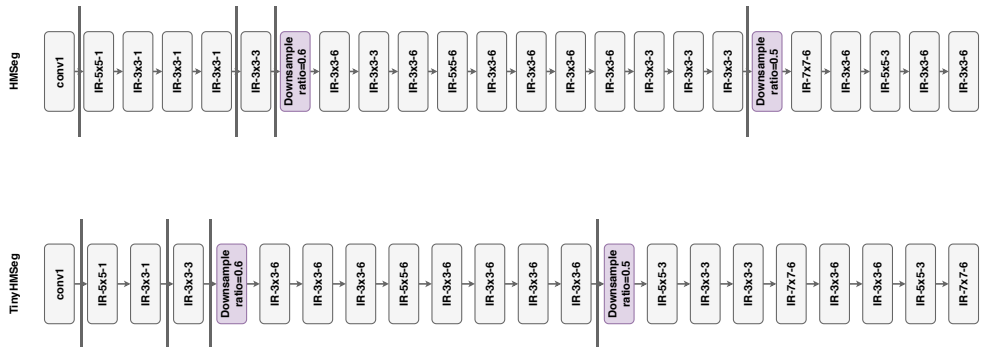 HMSeg
conv1
IR-5x5-1
IR-3x3-1
IR-3x3-1
IR-3x3-1
IR-3x3-3
Downsample
ratio=0.6
IR-3x3-6
IR-3x3-3
IR-3x3-6
IR-5x5-6
IR-3x3-6
IR-3x3-6
IR-3x3-6
IR-3x3-6
IR-3x3-3
IR-3x3-3
IR-3x3-3
Downsample
ratio=0.5
IR-7x7-6
IR-3x3-6
IR-5x5-3
IR-3x3-6
IR-3x3-6
TinyHMSeg
conv1
IR-5x5-1
IR-3x3-1
IR-3x3-3
Downsample
ratio=0.6
IR-3x3-6
IR-3x3-6
IR-3x3-6
IR-5x5-6
IR-3x3-6
IR-3x3-6
IR-3x3-6
IR-3x3-6
Downsample
ratio=0.5
IR-5x5-3
IR-3x3-3
IR-3x3-3
IR-7x7-6
IR-3x3-6
IR-3x3-6
IR-5x5-3
IR-7x7-6